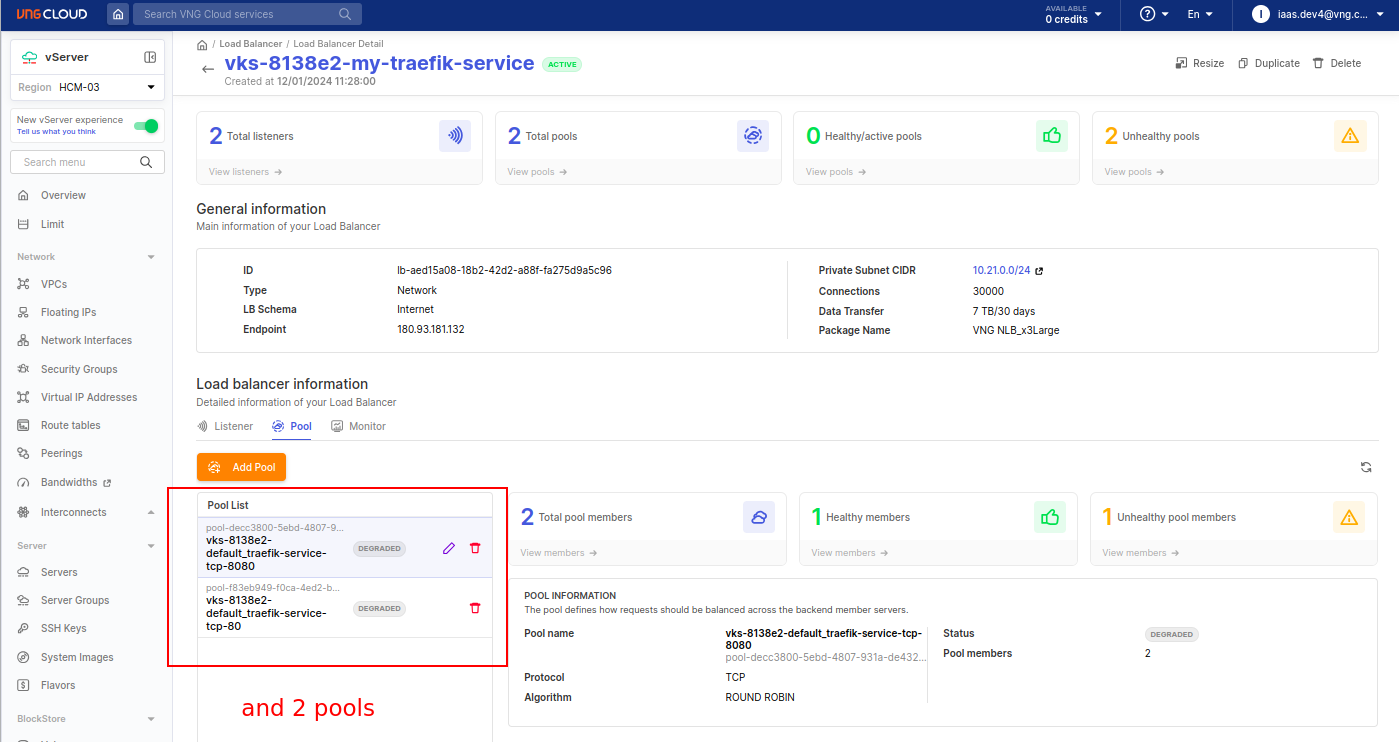 VNG CLOUD
Search VNG Cloud services
AVAILABLE
0 credits
En
I
iaas.dev4@vng.c...
vServer
Region HCM-03
New vServer experience
Tell us what you think
Search menu
Overview
Limit
Network
VPCs
Floating IPs
Network Interfaces
Security Groups
Virtual IP Addresses
Route tables
Peerings
Bandwidths
Interconnects
Server
Servers
Server Groups
SSH Keys
System Images
Flavors
BlockStore
/ Load Balancer / Load Balancer Detail
← vks-8138e2-my-traefik-service ACTIVE
Created at 12/01/2024 11:28:00
Resize Duplicate Delete
2 Total listeners
View listeners →
2 Total pools
View pools →
0 Healthy/active pools
View pools →
2 Unhealthy pools
View pools →
General information
Main information of your Load Balancer
ID lb-aed15a08-18b2-42d2-a88f-fa275d9a5c96
Type Network
LB Schema Internet
Endpoint 180.93.181.132
Private Subnet CIDR 10.21.0.0/24
Connections 30000
Data Transfer 7 TB/30 days
Package Name VNG NLB_x3Large
Load balancer information
Detailed information of your Load Balancer
Listener Pool Monitor
Add Pool
Pool List
pool-decc3800-5ebd-4807-9...
vks-8138e2-
default_traefik-service-
tcp-8080
DEGRADED
pool-f83eb949-f0ca-4ed2-b...
vks-8138e2-
default_traefik-service-
tcp-80
DEGRADED
and 2 pools
2 Total pool members
View members →
1 Healthy members
View members →
1 Unhealthy pool members
View members →
POOL INFORMATION
The pool defines how requests should be balanced across the backend member servers.
Pool name vks-8138e2-default_traefik-service-tcp-
8080
pool-decc3800-5ebd-4807-931a-de432...
Protocol TCP
Algorithm ROUND ROBIN
Status DEGRADED
Pool members 2